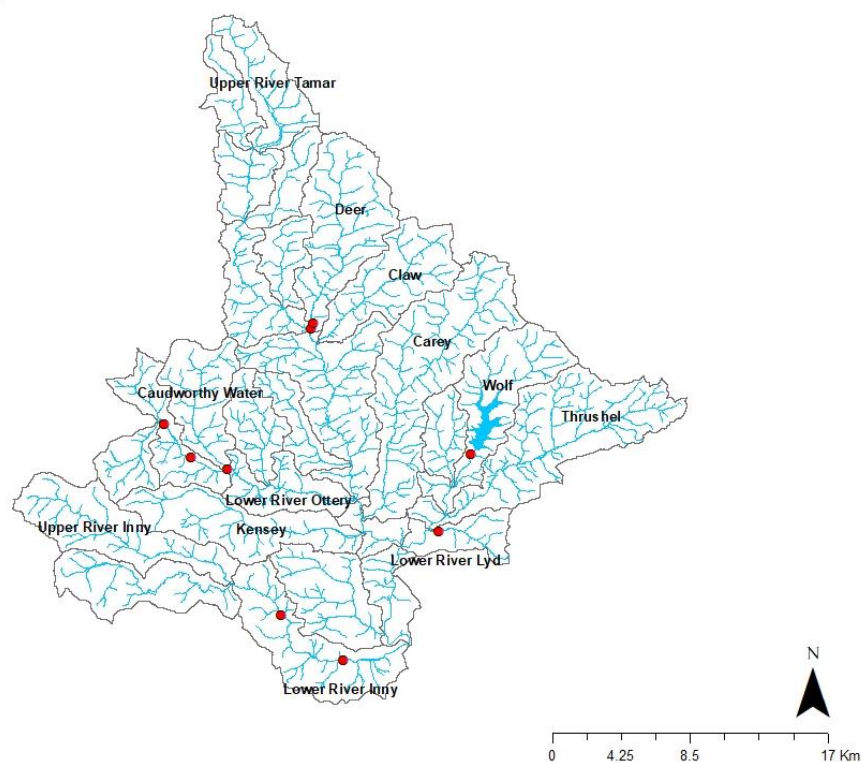 Upper River Tamar
Deer
Claw
Carey
Caudworthy Water
Wolf
Thrushel
Lower River Ottery
Upper River Inny
Kensey
Lower River Lyd
Lower River Inny
N
0 4.25 8.5 17 Km